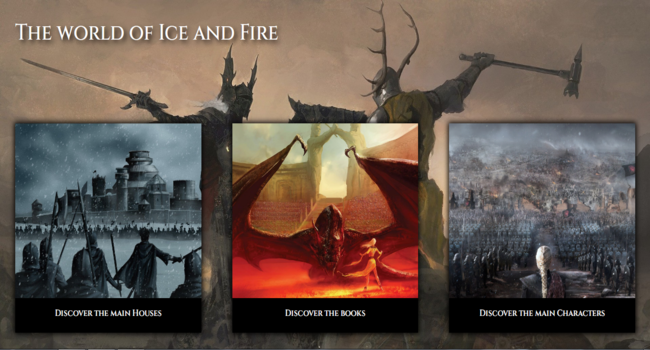 The world of Ice and Fire
Discover the main Houses
Discover the books
Discover the main Characters